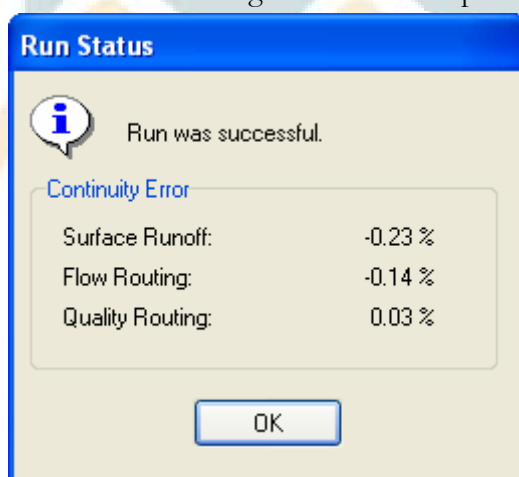 Run Status
Run was successful.
Continuity Error
Surface Runoff: -0.23 %
Flow Routing: -0.14 %
Quality Routing: 0.03 %
OK